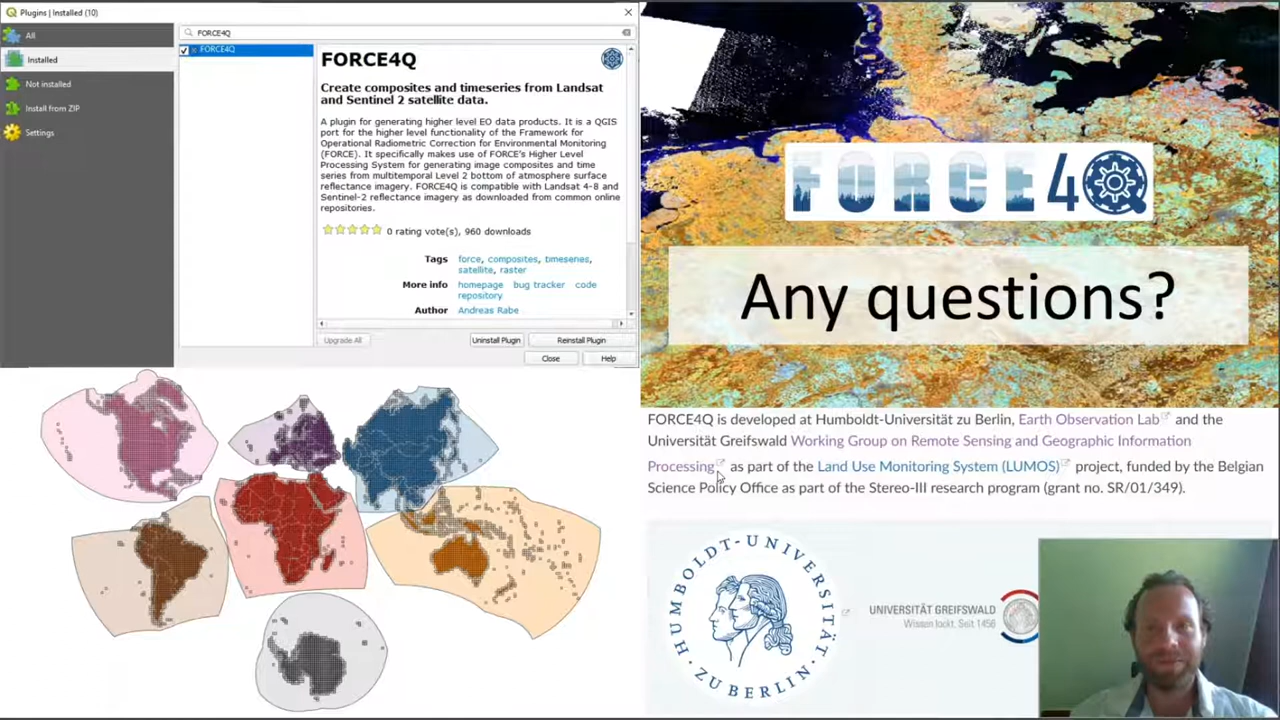 Plugins | Installed (10)
All
Installed
Not installed
Install from ZIP
Settings
FORCE4Q
FORCE4Q
FORCE4Q
Create composites and timeseries from Landsat
and Sentinel 2 satellite data.
A plugin for generating higher level EO data products. It is a QGIS
port for the higher level functionality of the Framework for
Operational Radiometric Correction for Environmental Monitoring
(FORCE). It specifically makes use of FORCE's Higher Level
Processing System for generating image composites and time
series from multitemporal Level 2 bottom of atmosphere surface
reflectance imagery. FORCE4Q is compatible with Landsat 4-8 and
Sentinel-2 reflectance imagery as downloaded from common online
repositories.
0 rating vote(s), 960 downloads
Tags force, composites, timeseries,
satellite, raster
More info homepage bug tracker code
repository
Author Andreas Rabe
Upgrade All Uninstall Plugin Reinstall Plugin
Close Help
FORCE4Q
Any questions?
FORCE4Q is developed at Humboldt-Universität zu Berlin, Earth Observation Lab and the
Universität Greifswald Working Group on Remote Sensing and Geographic Information
Processing as part of the Land Use Monitoring System (LUMOS) project, funded by the Belgian
Science Policy Office as part of the Stereo-III research program (grant no. SR/01/349).
HUMBOLDT-UNIVERSITÄT
ZU BERLIN
UNIVERSITÄT GREIFSWALD
Wissen lockt. Seit 1456